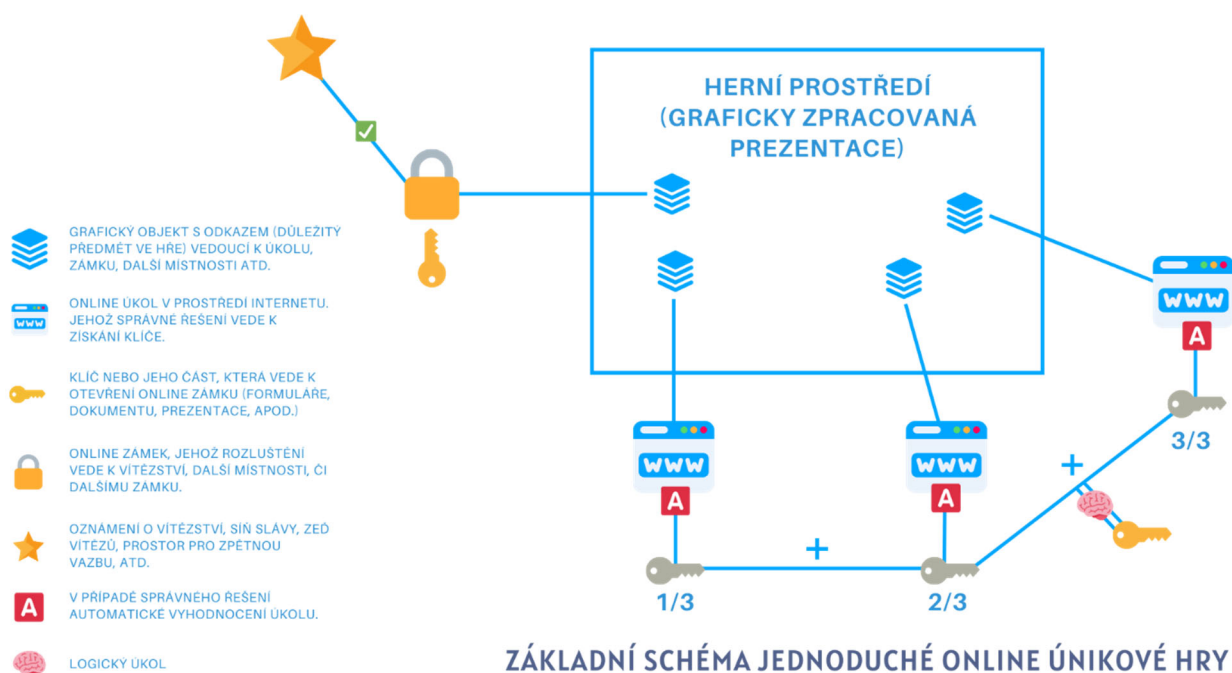 HERNÍ PROSTŘEDÍ
(GRAFICKY ZPRACOVANÁ
PREZENTACE)
GRAFICKÝ OBJEKT S ODKAZEM (DŮLEŽITÝ
PŘEDMĚT VE HŘE) VEDOUCÍ K ÚKOLU,
ZÁMKU, DALŠÍ MÍSTNOSTI ATD.
WWW
ONLINE ÚKOL V PROSTŘEDÍ INTERNETU.
JEHOŽ SPRÁVNÉ ŘEŠENÍ VEDE K
ZÍSKÁNÍ KLÍČE.
KLÍČ NEBO JEHO ČÁST, KTERÁ VEDE K
OTEVŘENÍ ONLINE ZÁMKU (FORMULÁŘE,
DOKUMENTU, PREZENTACE, APOD.)
ONLINE ZÁMEK, JEHOŽ ROZLUŠTĚNÍ
VEDE K VÍTĚZSTVÍ, DALŠÍ MÍSTNOSTI, ČI
DALŠÍMU ZÁMKU.
OZNÁMENÍ O VÍTĚZSTVÍ, SÍŇ SLÁVY, ZEĎ
VÍTĚZŮ, PROSTOR PRO ZPĚTNOU
VAZBU, ATD.
A
V PŘÍPADĚ SPRÁVNÉHO ŘEŠENÍ
AUTOMATICKÉ VYHODNOCENÍ ÚKOLU.
LOGICKÝ ÚKOL
WWW
A
1/3
+
WWW
A
2/3
+
WWW
A
3/3
ZÁKLADNÍ SCHÉMA JEDNODUCHÉ ONLINE ÚNIKOVÉ HRY